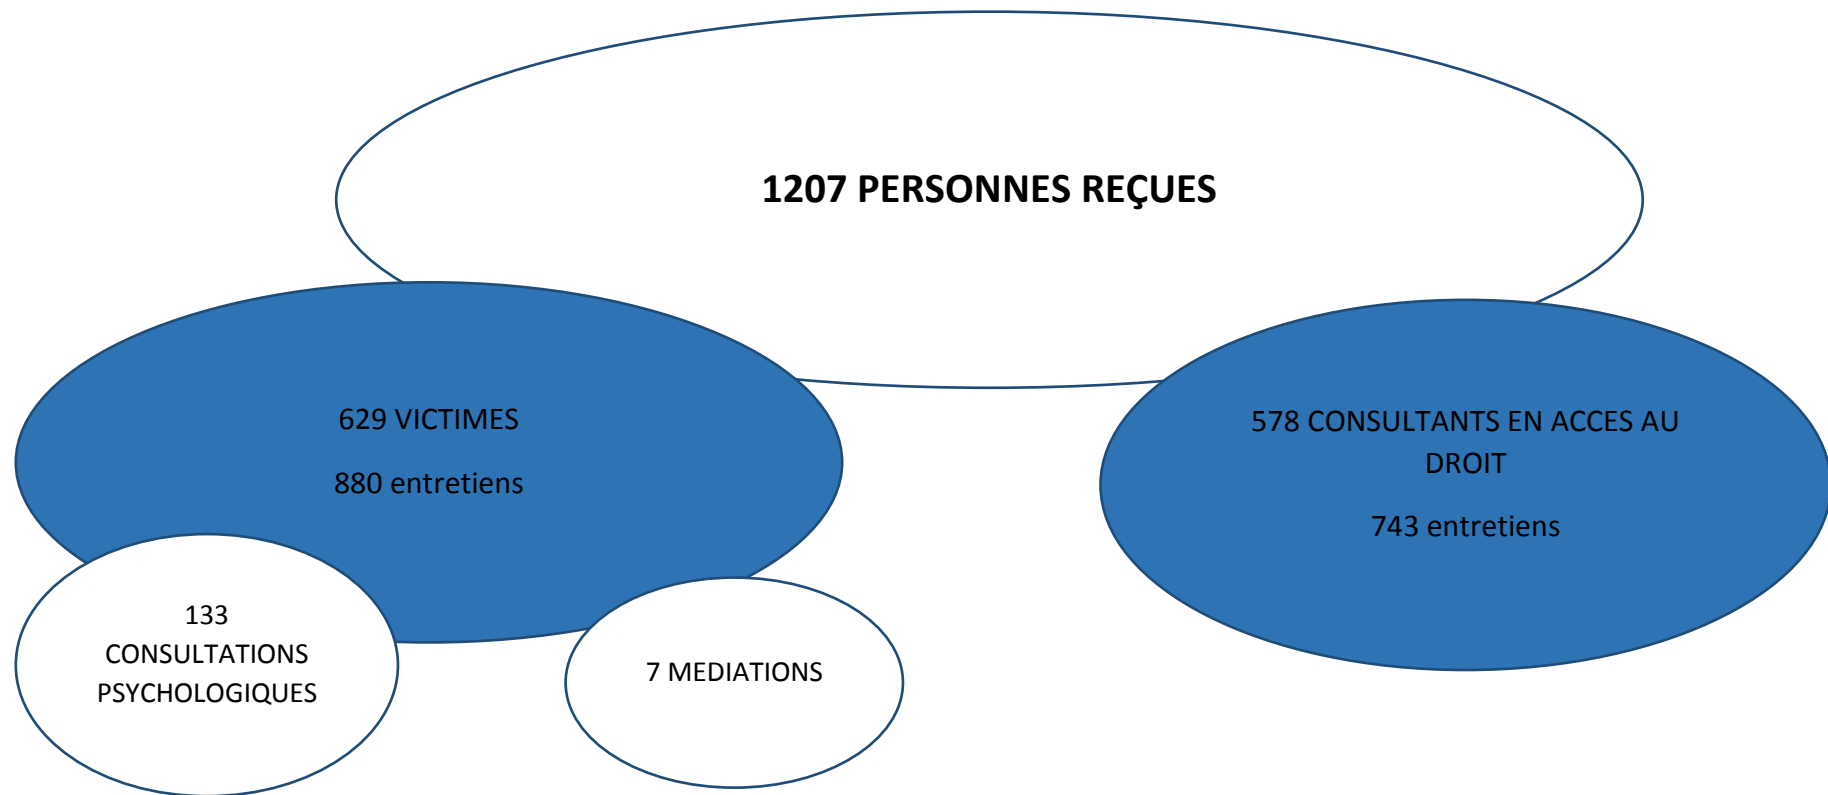 1207 PERSONNES REÇUES
629 VICTIMES
880 entretiens
578 CONSULTANTS EN ACCES AU
DROIT
743 entretiens
133
CONSULTATIONS
PSYCHOLOGIQUES
7 MEDIATIONS